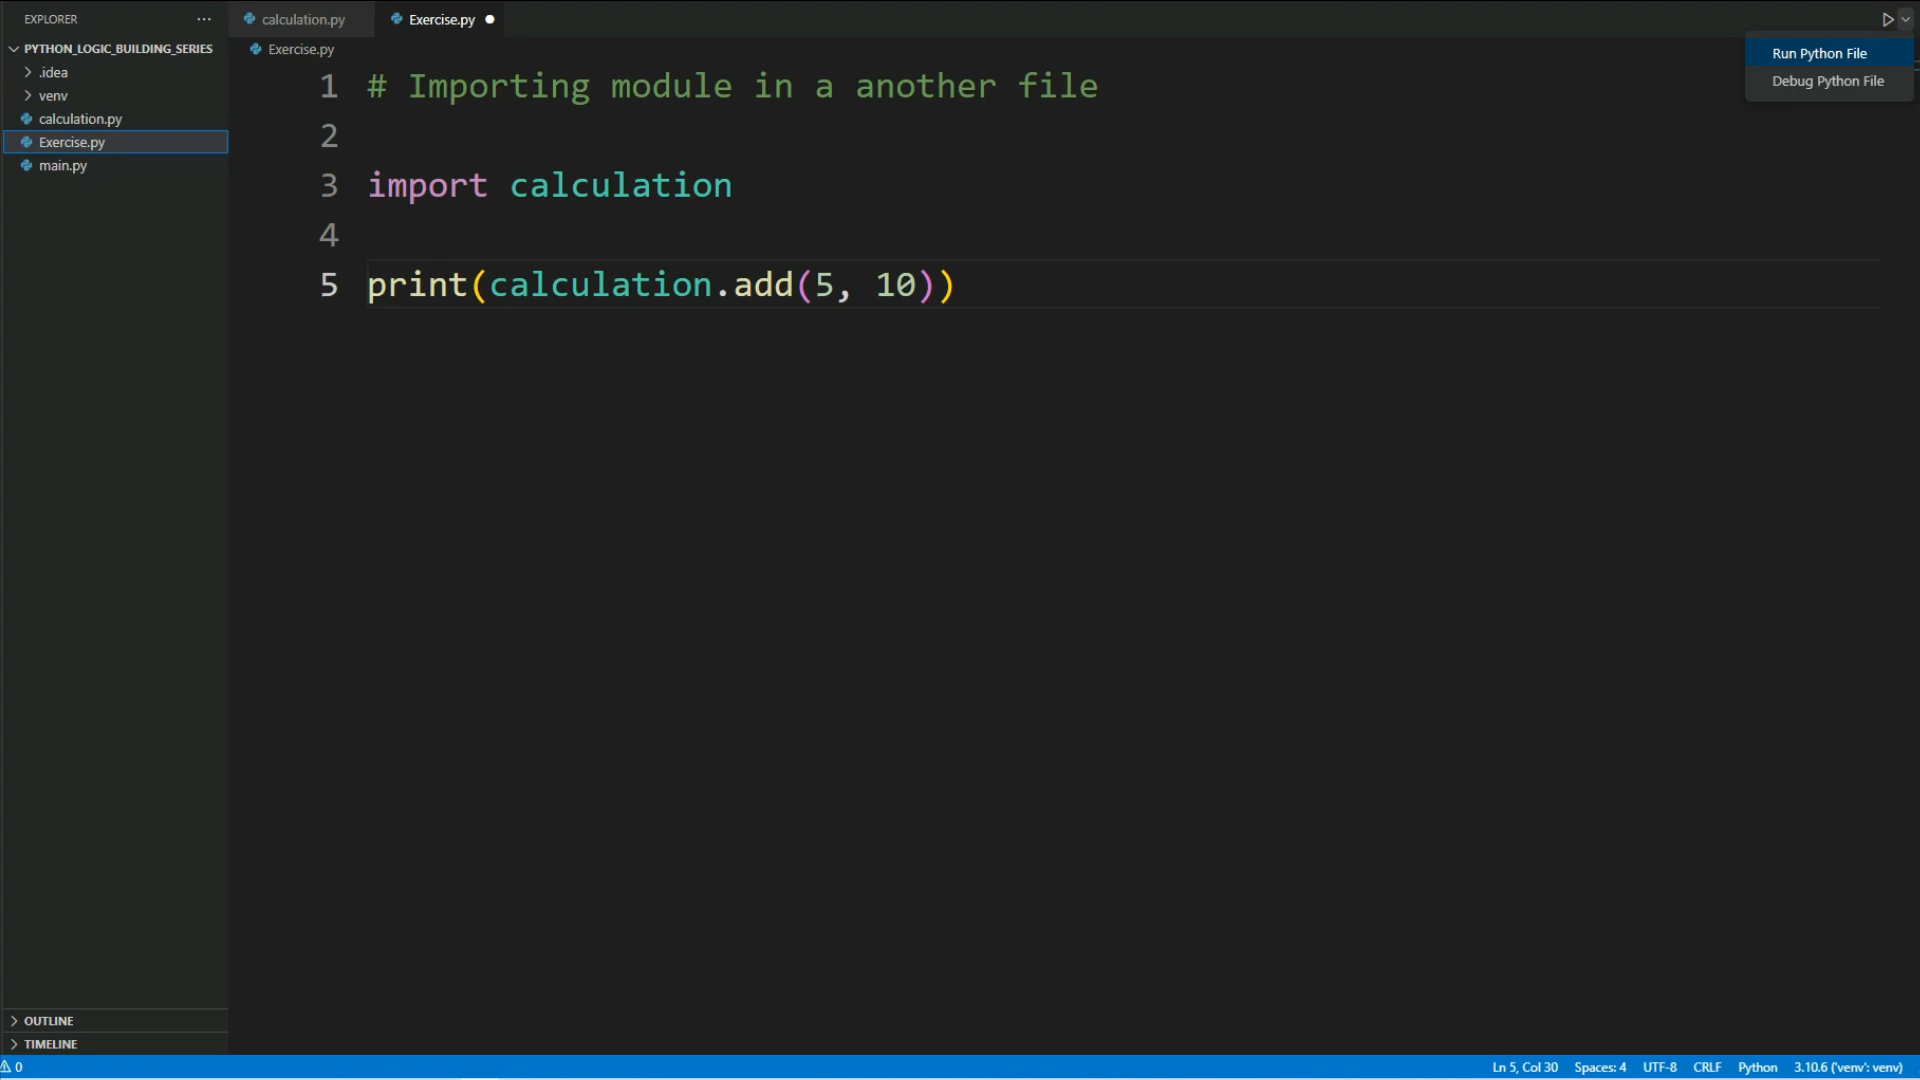 EXPLORER
calculation.py
Exercise.py
PYTHON_LOGIC_BUILDING_SERIES
.idea
venv
calculation.py
Exercise.py
main.py
Exercise.py
1 # Importing module in a another file
2
3 import calculation
4
5 print(calculation.add(5, 10))
Run Python File
Debug Python File
OUTLINE
TIMELINE
0
Ln 5, Col 30 Spaces: 4 UTF-8 CRLF Python 3.10.6 ('venv': venv)